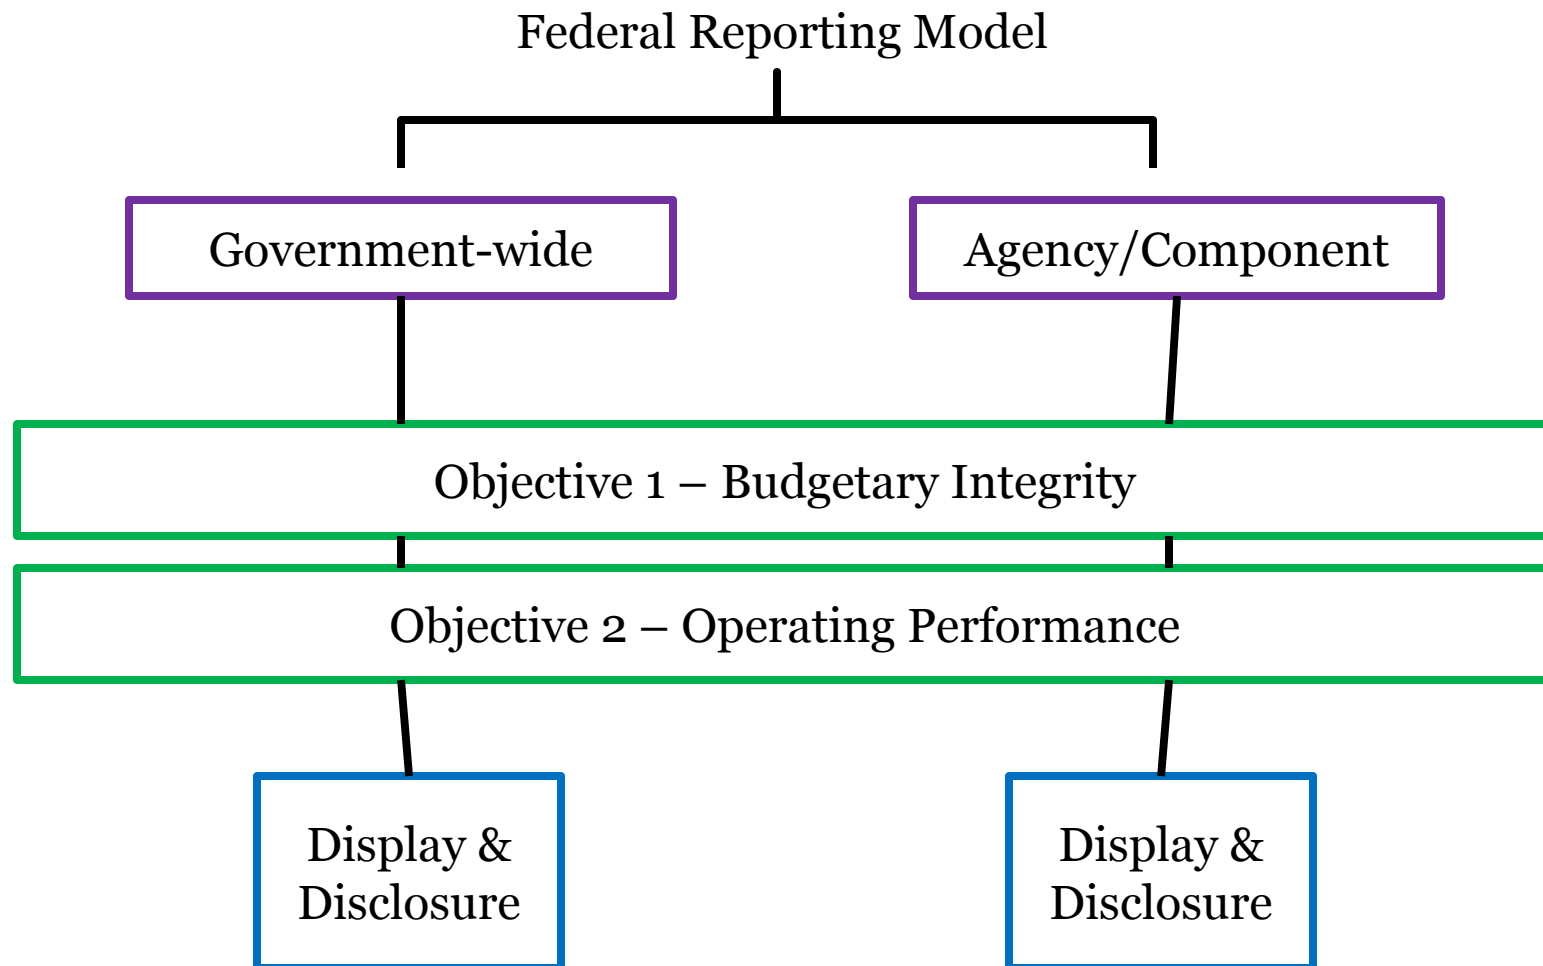 Federal Reporting Model
Government-wide
Agency/Component
Objective 1 – Budgetary Integrity
Objective 2 – Operating Performance
Display &
Disclosure
Display &
Disclosure